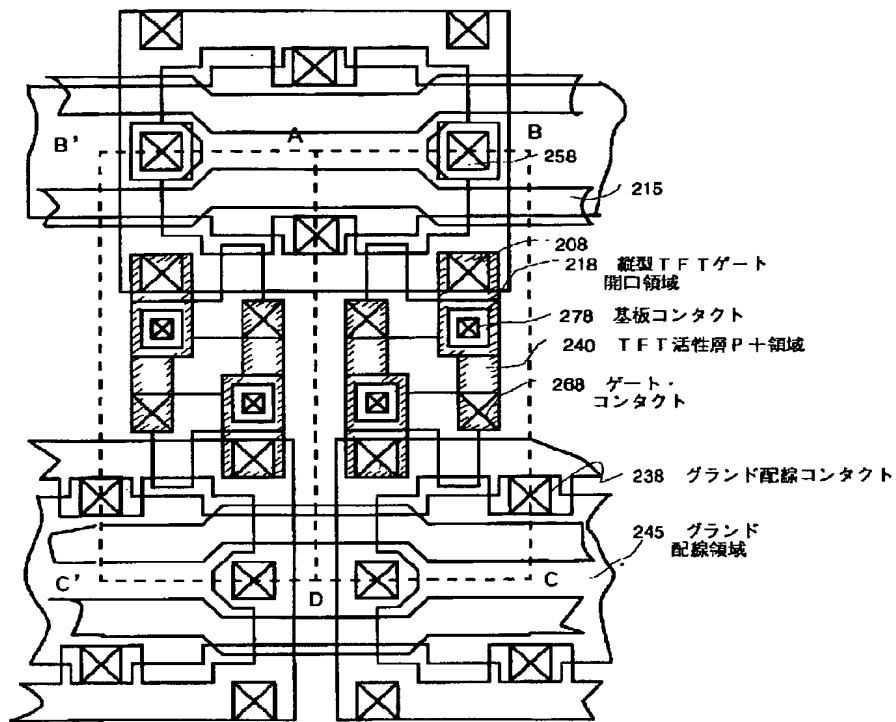 B'
A
B
258
215
208
218 縦型TFTゲート
開口領域
278 基板コンタクト
240 TFT活性層P+領域
268 ゲート・
コンタクト
238 グランド配線コンタクト
245 グランド
配線領域
C'
D
C